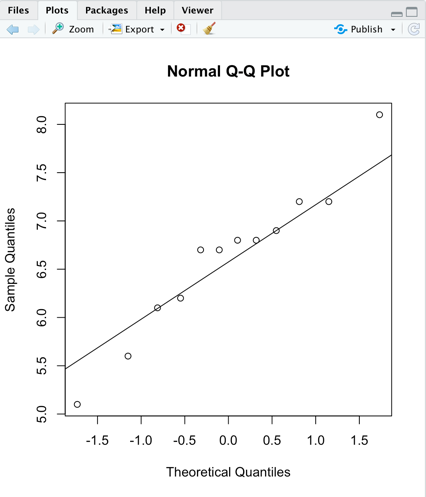 Files Plots Packages Help Viewer
Zoom Export Publish
Normal Q-Q Plot
Sample Quantiles
8.0
7.5
7.0
6.5
6.0
5.5
5.0
-1.5 -1.0 -0.5 0.0 0.5 1.0 1.5
Theoretical Quantiles